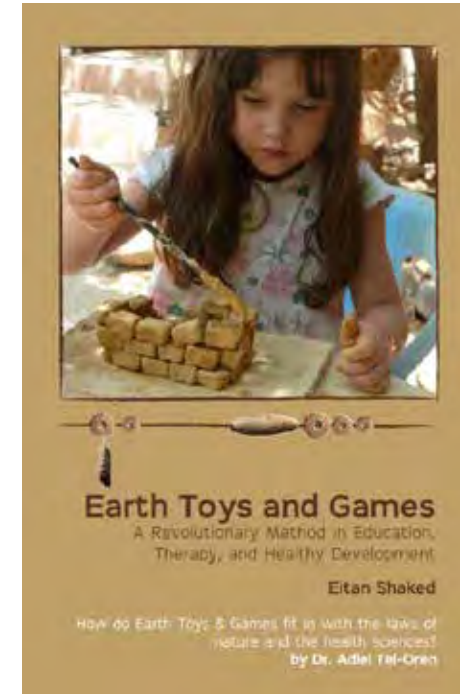 Earth Toys and Games
A Revolutionary Method in Education,
Therapy, and Healthy Development
Eitan Shaked
How do Earth Toys & Games fit in with the laws of
nature and the health sciences?
by Dr. Adiel Tel-Oren